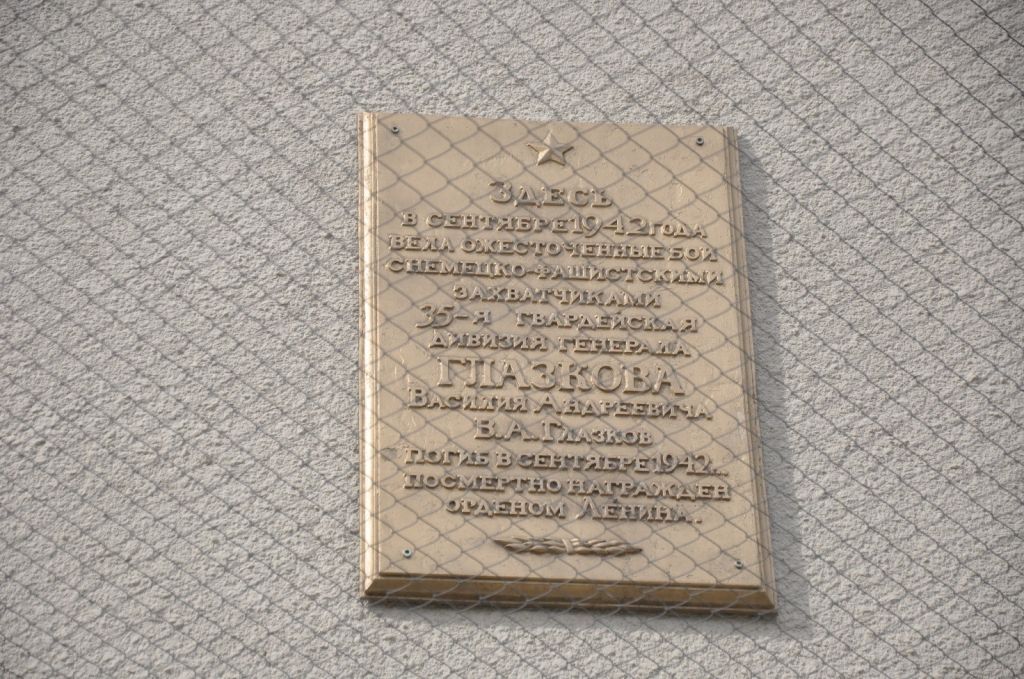 Здесь
в сентябре 1942 года
вела ожесточенные бои
с немецко-фашистскими
захватчиками
35-я гвардейская
дивизия генерала
ГЛАЗКОВА
Василия Андреевича
В.А. Глазков
погиб в сентябре 1942г.
посмертно награжден
орденом Ленина.